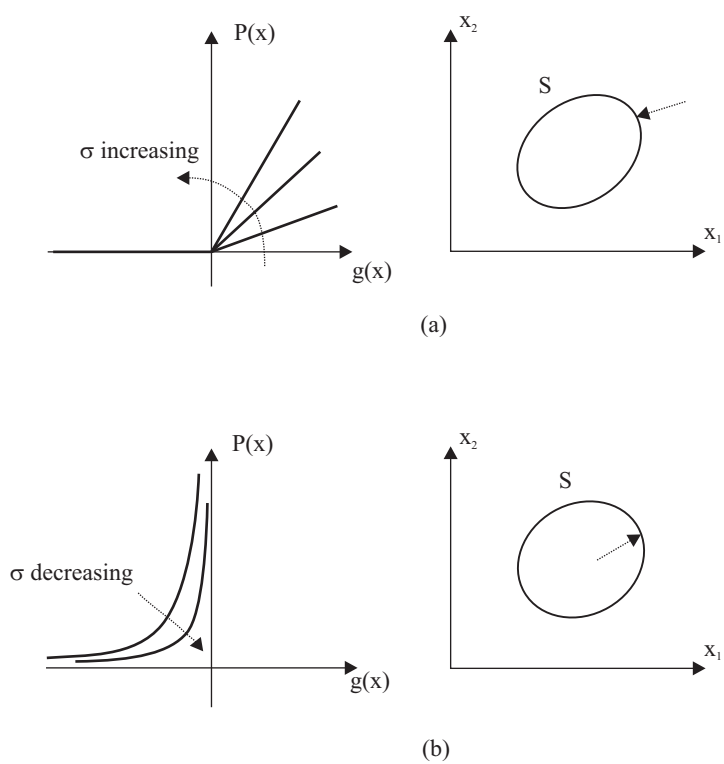 P(x)
x₂
S
σ increasing
x₁
g(x)
(a)
P(x)
x₂
S
σ decreasing
x₁
g(x)
(b)